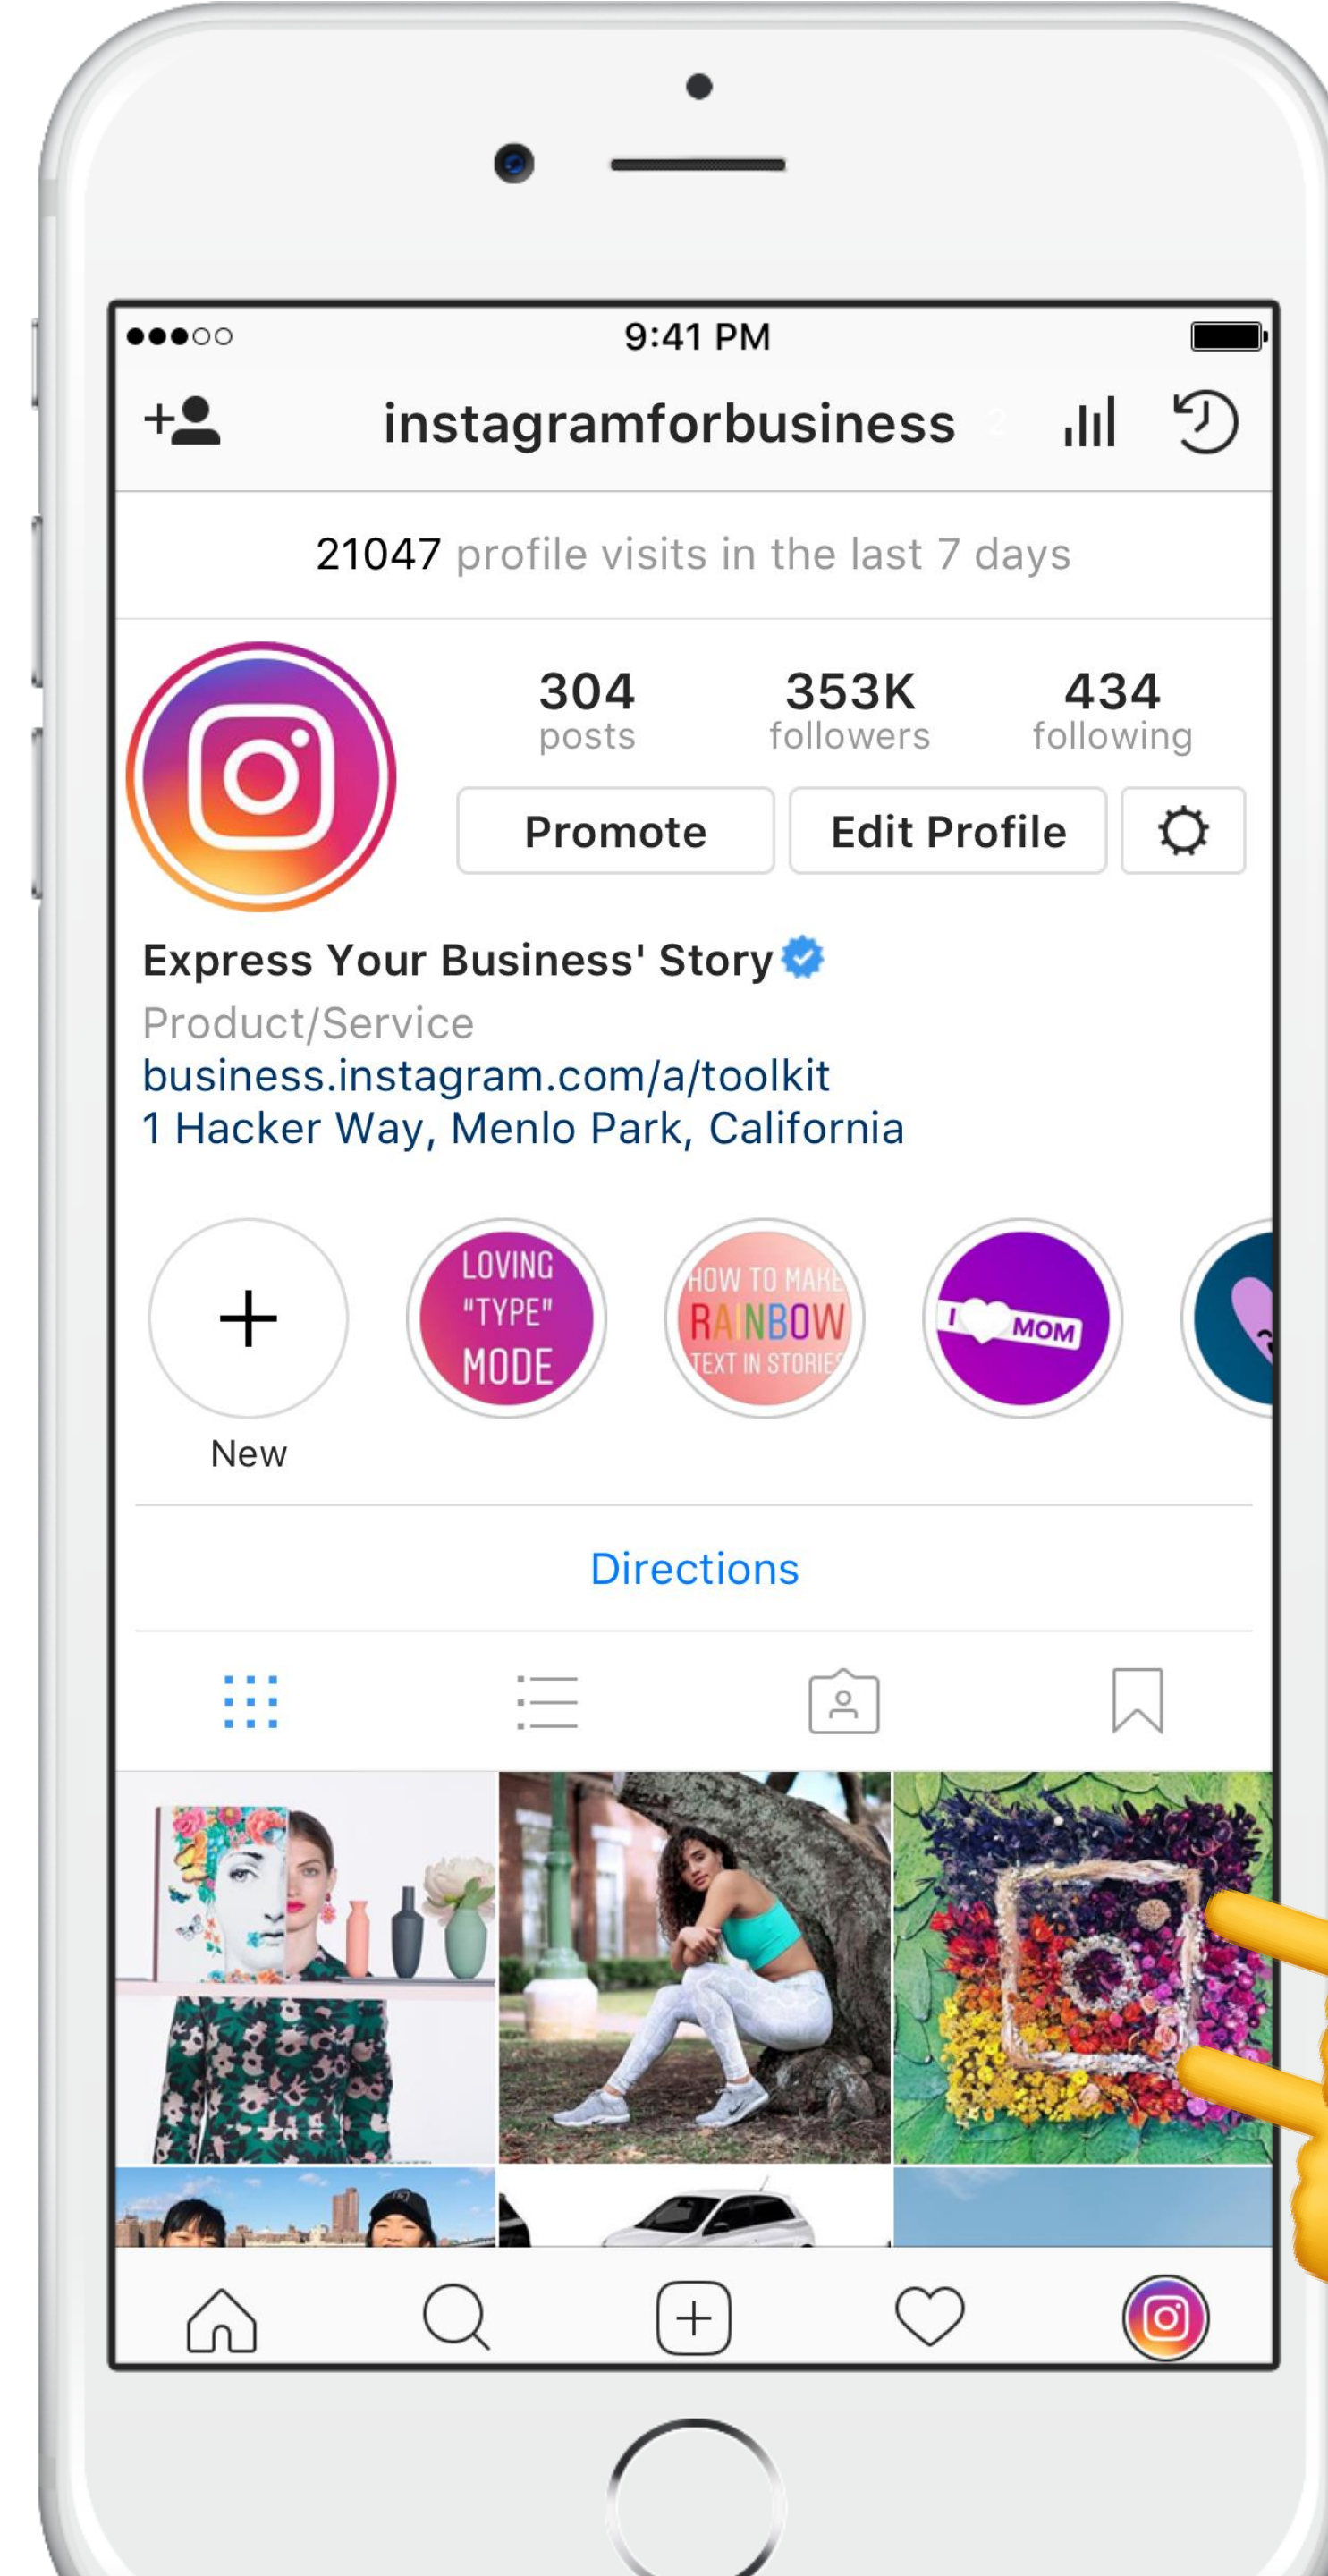 9:41 PM
instagramforbusiness 2
21047 profile visits in the last 7 days
304 353K 434
posts followers following
Promote Edit Profile
Express Your Business' Story
Product/Service
business.instagram.com/a/toolkit
1 Hacker Way, Menlo Park, California
LOVING
"TYPE"
MODE
HOW TO MAKE
RAINBOW
TEXT IN STORIES
I MOM
New
Directions